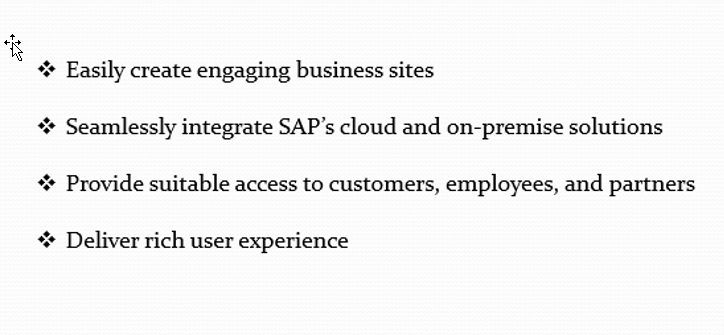 ❖ Easily create engaging business sites
❖ Seamlessly integrate SAP’s cloud and on-premise solutions
❖ Provide suitable access to customers, employees, and partners
❖ Deliver rich user experience